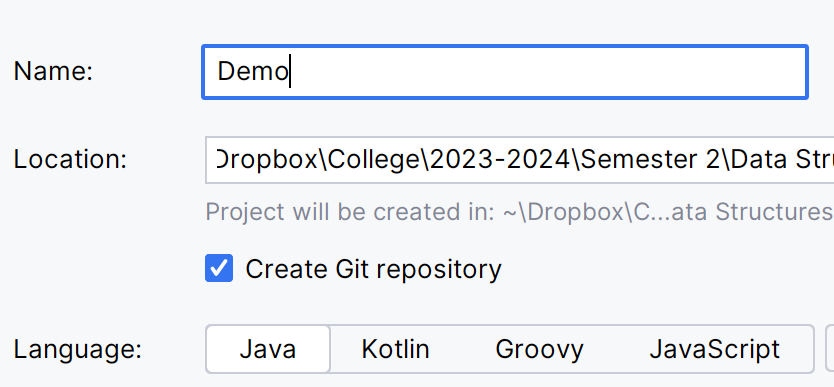 Name: Demo
Location: Dropbox\College\2023-2024\Semester 2\Data Stru
Project will be created in: ~\Dropbox\C...ata Structures
Create Git repository
Language: Java Kotlin Groovy JavaScript